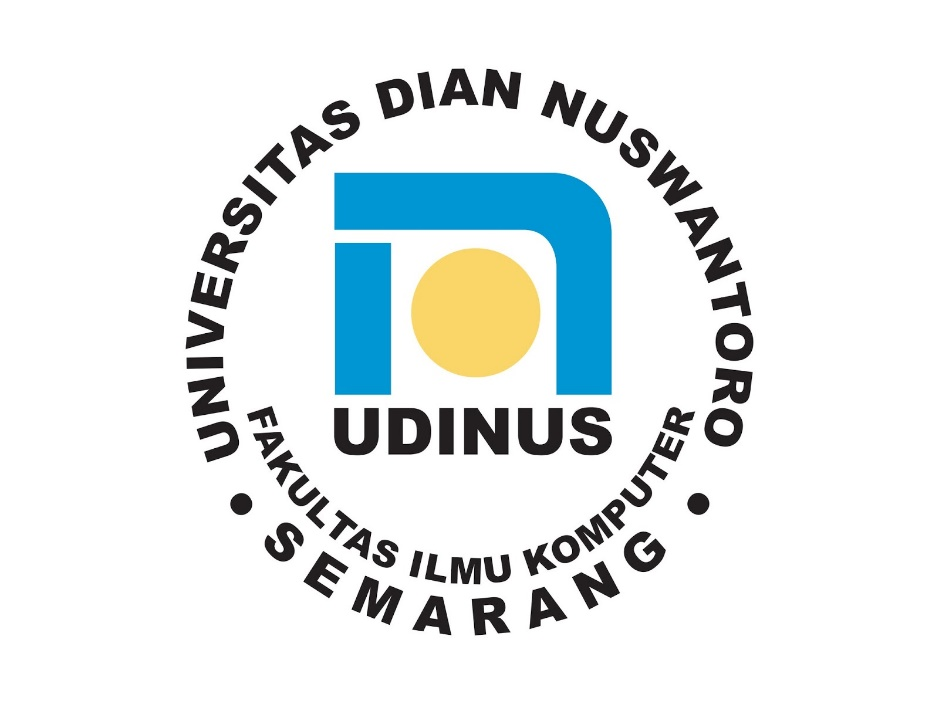 UNIVERSITAS DIAN NUSWANTORO
UDINUS
FAKULTAS ILMU KOMPUTER
• SEMARANG •